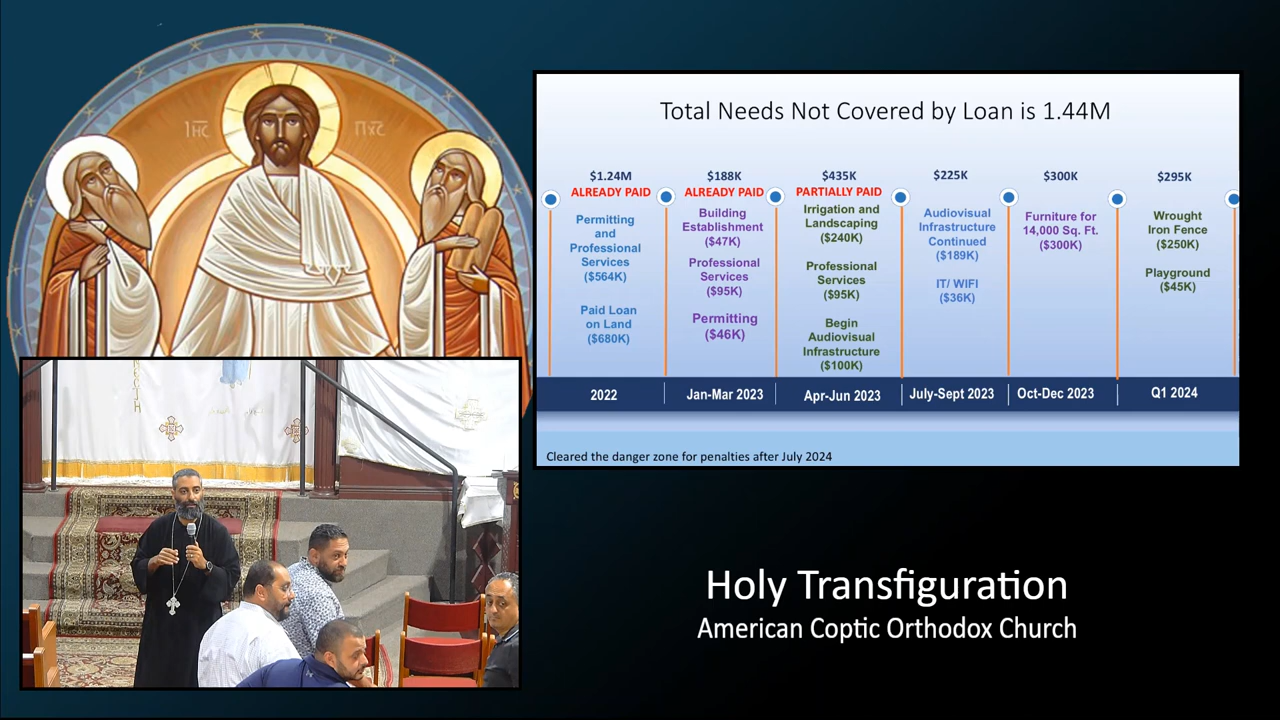 ΙΗC
ΠΧC
Total Needs Not Covered by Loan is 1.44M
$1.24M
ALREADY PAID
Permitting
and
Professional
Services
($564K)
Paid Loan
on Land
($680K)
2022
$188K
ALREADY PAID
Building
Establishment
($47K)
Professional
Services
($95K)
Permitting
($46K)
Jan-Mar 2023
$435K
PARTIALLY PAID
Irrigation and
Landscaping
($240K)
Professional
Services
($95K)
Begin
Audiovisual
Infrastructure
($100K)
Apr-Jun 2023
$225K
Audiovisual
Infrastructure
Continued
($189K)
IT/ WIFI
($36K)
July-Sept 2023
$300K
Furniture for
14,000 Sq. Ft.
($300K)
Oct-Dec 2023
$295K
Wrought
Iron Fence
($250K)
Playground
($45K)
Q1 2024
Cleared the danger zone for penalties after July 2024
Holy Transfiguration
American Coptic Orthodox Church